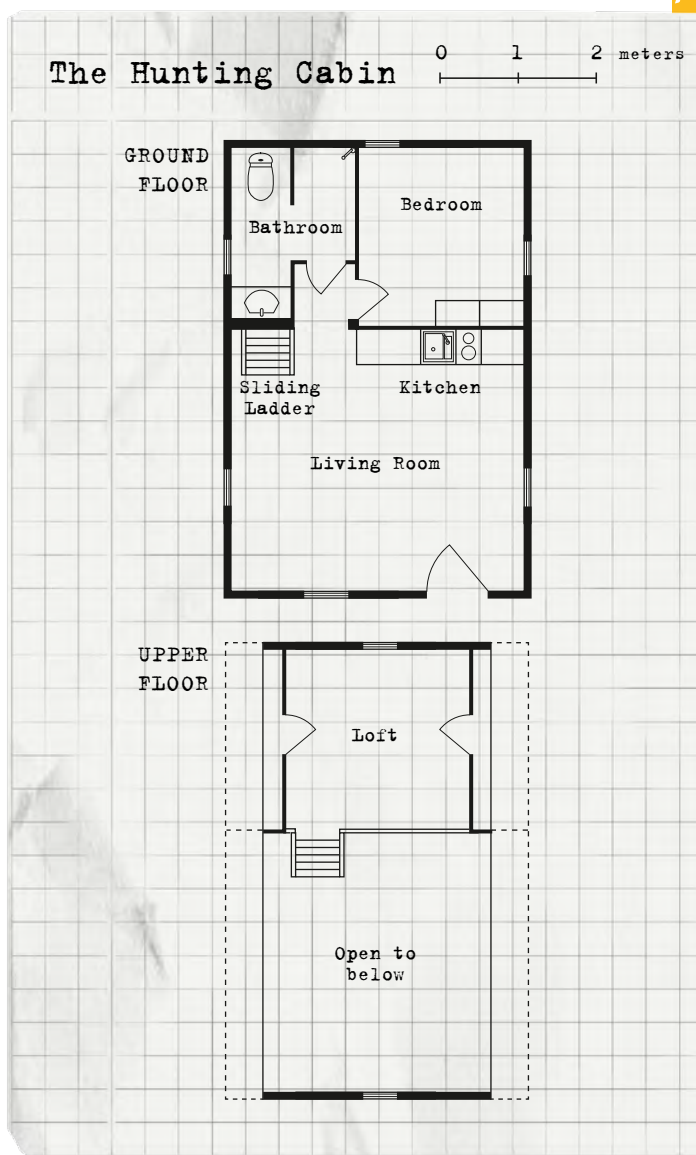 The Hunting Cabin
0 1 2 meters
GROUND
FLOOR
Bedroom
Bathroom
Sliding
Ladder
Kitchen
Living Room
UPPER
FLOOR
Loft
Open to
below